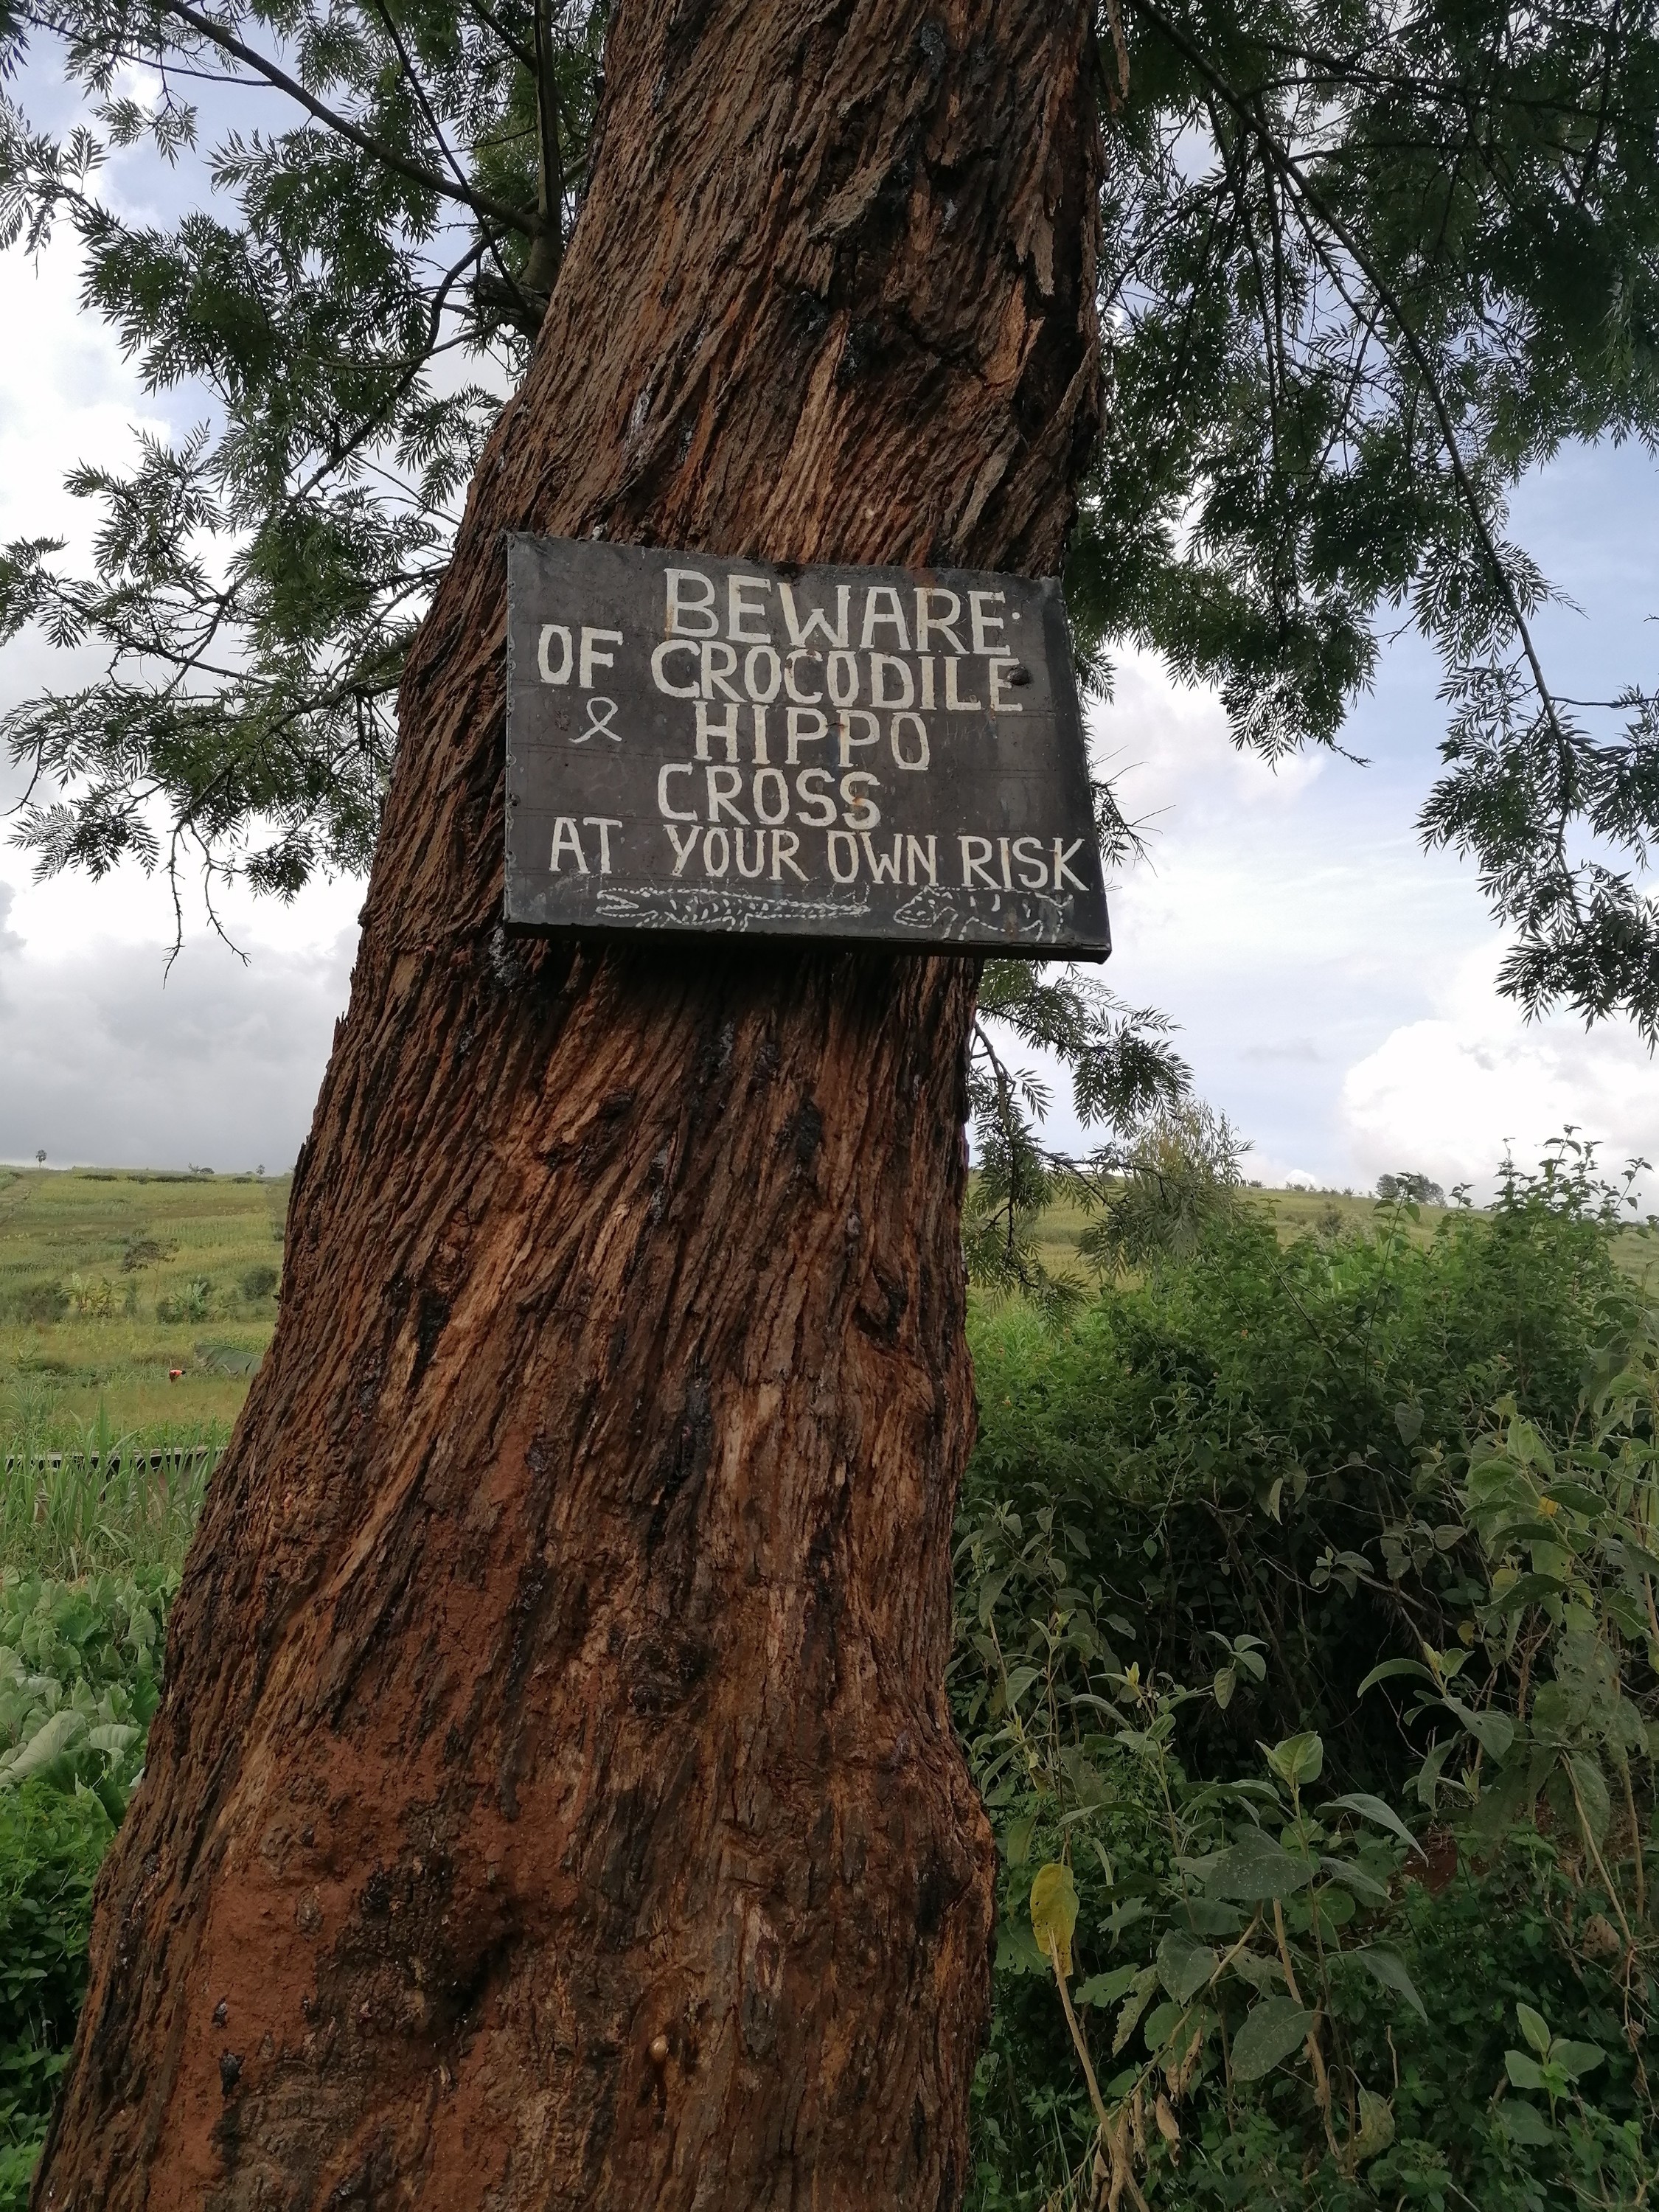 BEWARE.
OF CROCODILE
& HIPPO
CROSS
AT YOUR OWN RISK